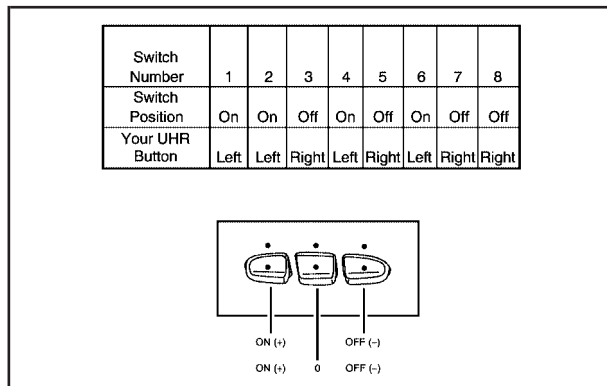 Switch Number 1 2 3 4 5 6 7 8
Switch Position On On Off On Off On Off Off
Your UHR Button Left Left Right Left Right Left Right Right
ON (+) OFF (–)
ON (+) 0 OFF (–)